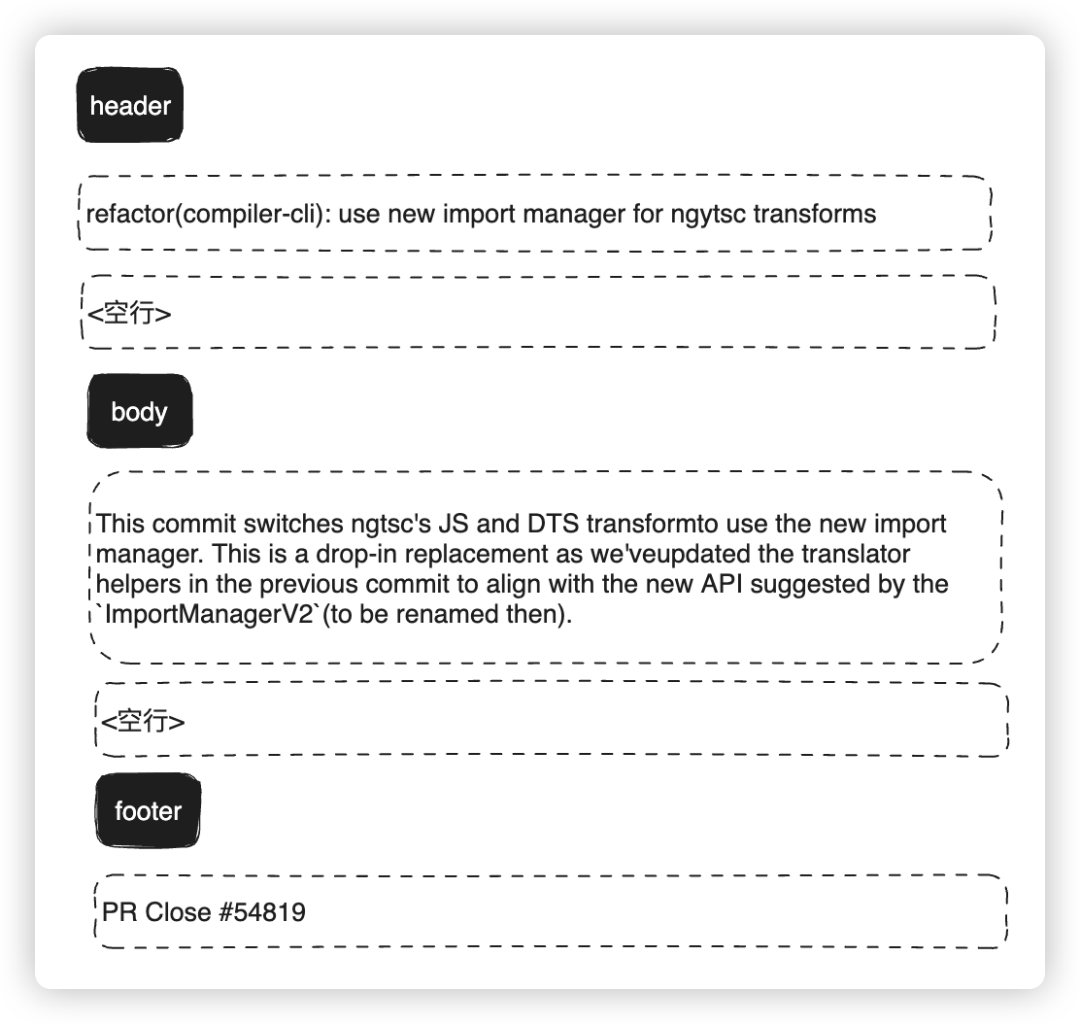 header
refactor(compiler-cli): use new import manager for ngytsc transforms
<空行>
body
This commit switches ngtsc's JS and DTS transformto use the new import
manager. This is a drop-in replacement as we'veupdated the translator
helpers in the previous commit to align with the new API suggested by the
`ImportManagerV2`(to be renamed then).
<空行>
footer
PR Close #54819